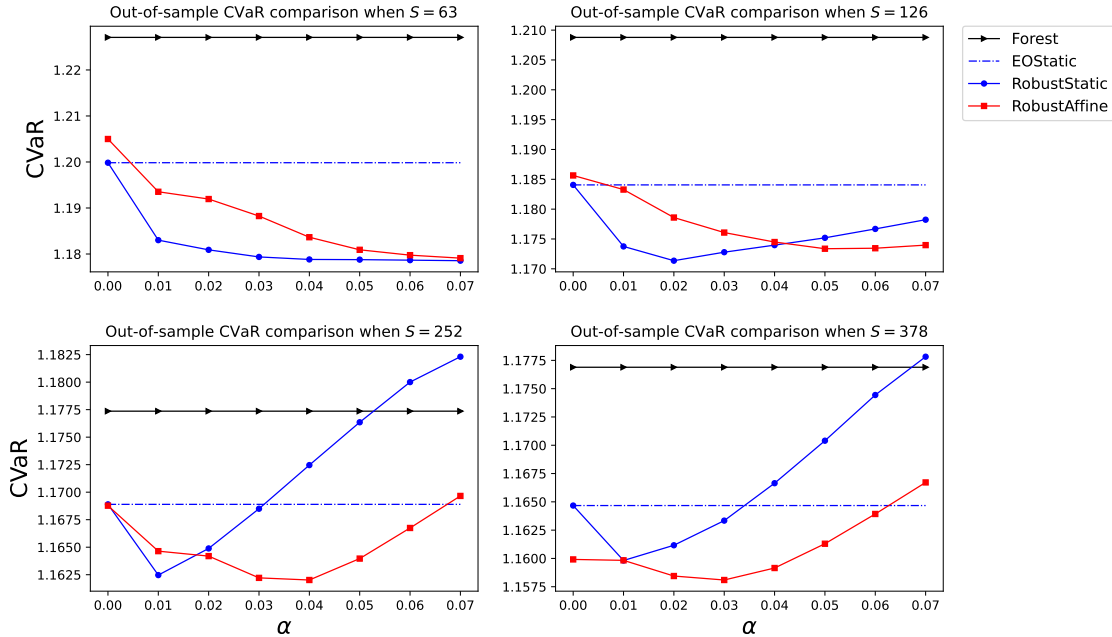 Out-of-sample CVaR comparison when S = 63
CVaR
1.22
1.21
1.20
1.19
1.18
0.00 0.01 0.02 0.03 0.04 0.05 0.06 0.07
Out-of-sample CVaR comparison when S = 126
1.210
1.205
1.200
1.195
1.190
1.185
1.180
1.175
1.170
0.00 0.01 0.02 0.03 0.04 0.05 0.06 0.07
Forest
EOStatic
RobustStatic
RobustAffine
Out-of-sample CVaR comparison when S = 252
CVaR
1.1825
1.1800
1.1775
1.1750
1.1725
1.1700
1.1675
1.1650
1.1625
0.00 0.01 0.02 0.03 0.04 0.05 0.06 0.07
α
Out-of-sample CVaR comparison when S = 378
1.1775
1.1750
1.1725
1.1700
1.1675
1.1650
1.1625
1.1600
1.1575
0.00 0.01 0.02 0.03 0.04 0.05 0.06 0.07
α